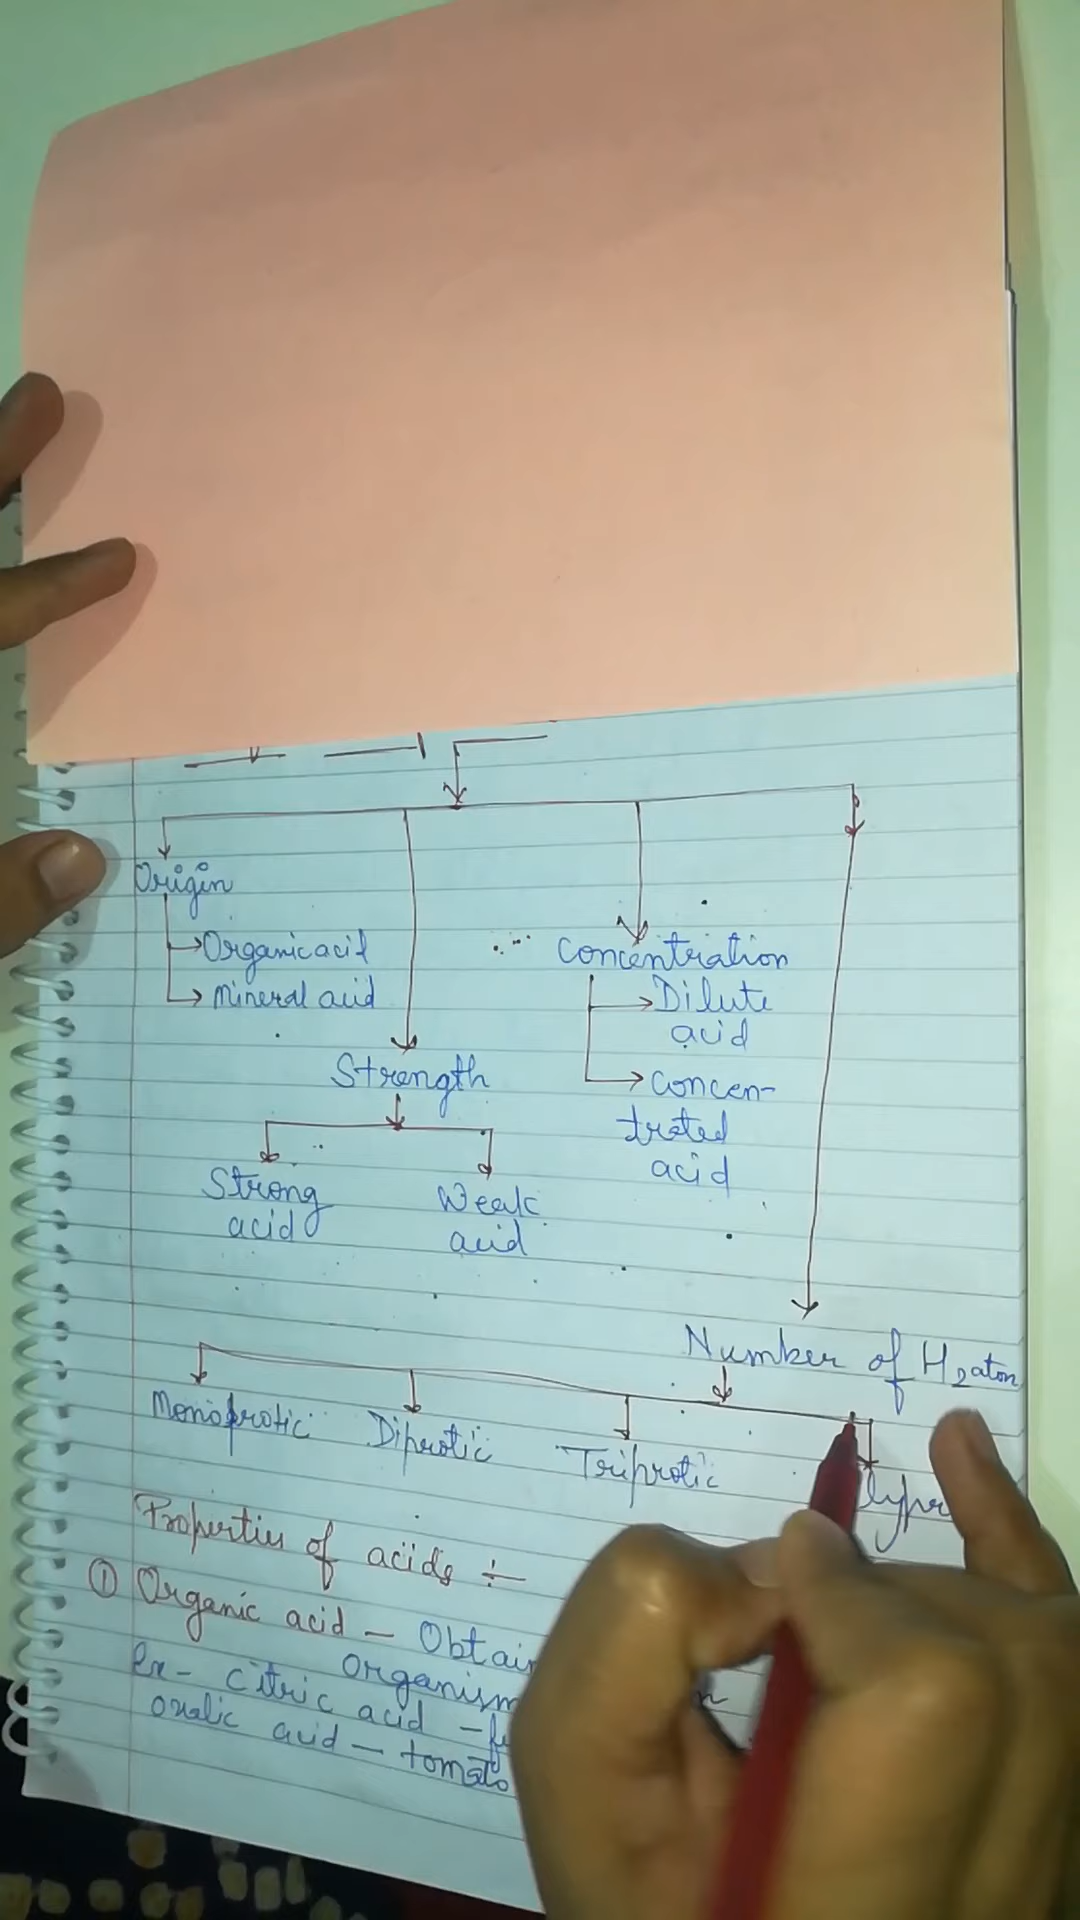 Origin
Organic acid
Mineral acid
Concentration
Dilute
acid
Concen-
trated
acid
Strength
Strong
acid
Weak
acid
Number of H2 atom
Monoprotic Diprotic Triprotic
Properties of acids :-
① Organic acid - Obtain
organism
Ex- Citric acid -
oxalic acid - tomato